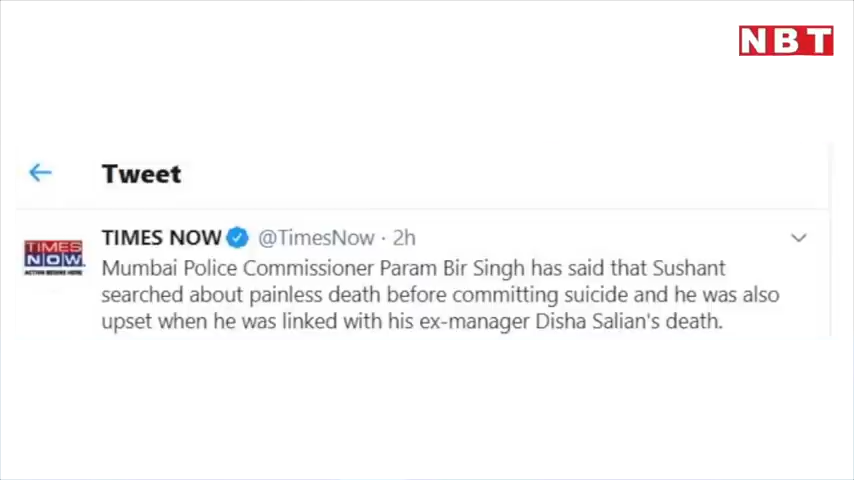 NBT
Tweet
TIMES NOW @TimesNow · 2h
TIMES
NOW
ACTION BEGINS HERE
Mumbai Police Commissioner Param Bir Singh has said that Sushant
searched about painless death before committing suicide and he was also
upset when he was linked with his ex-manager Disha Salian's death.